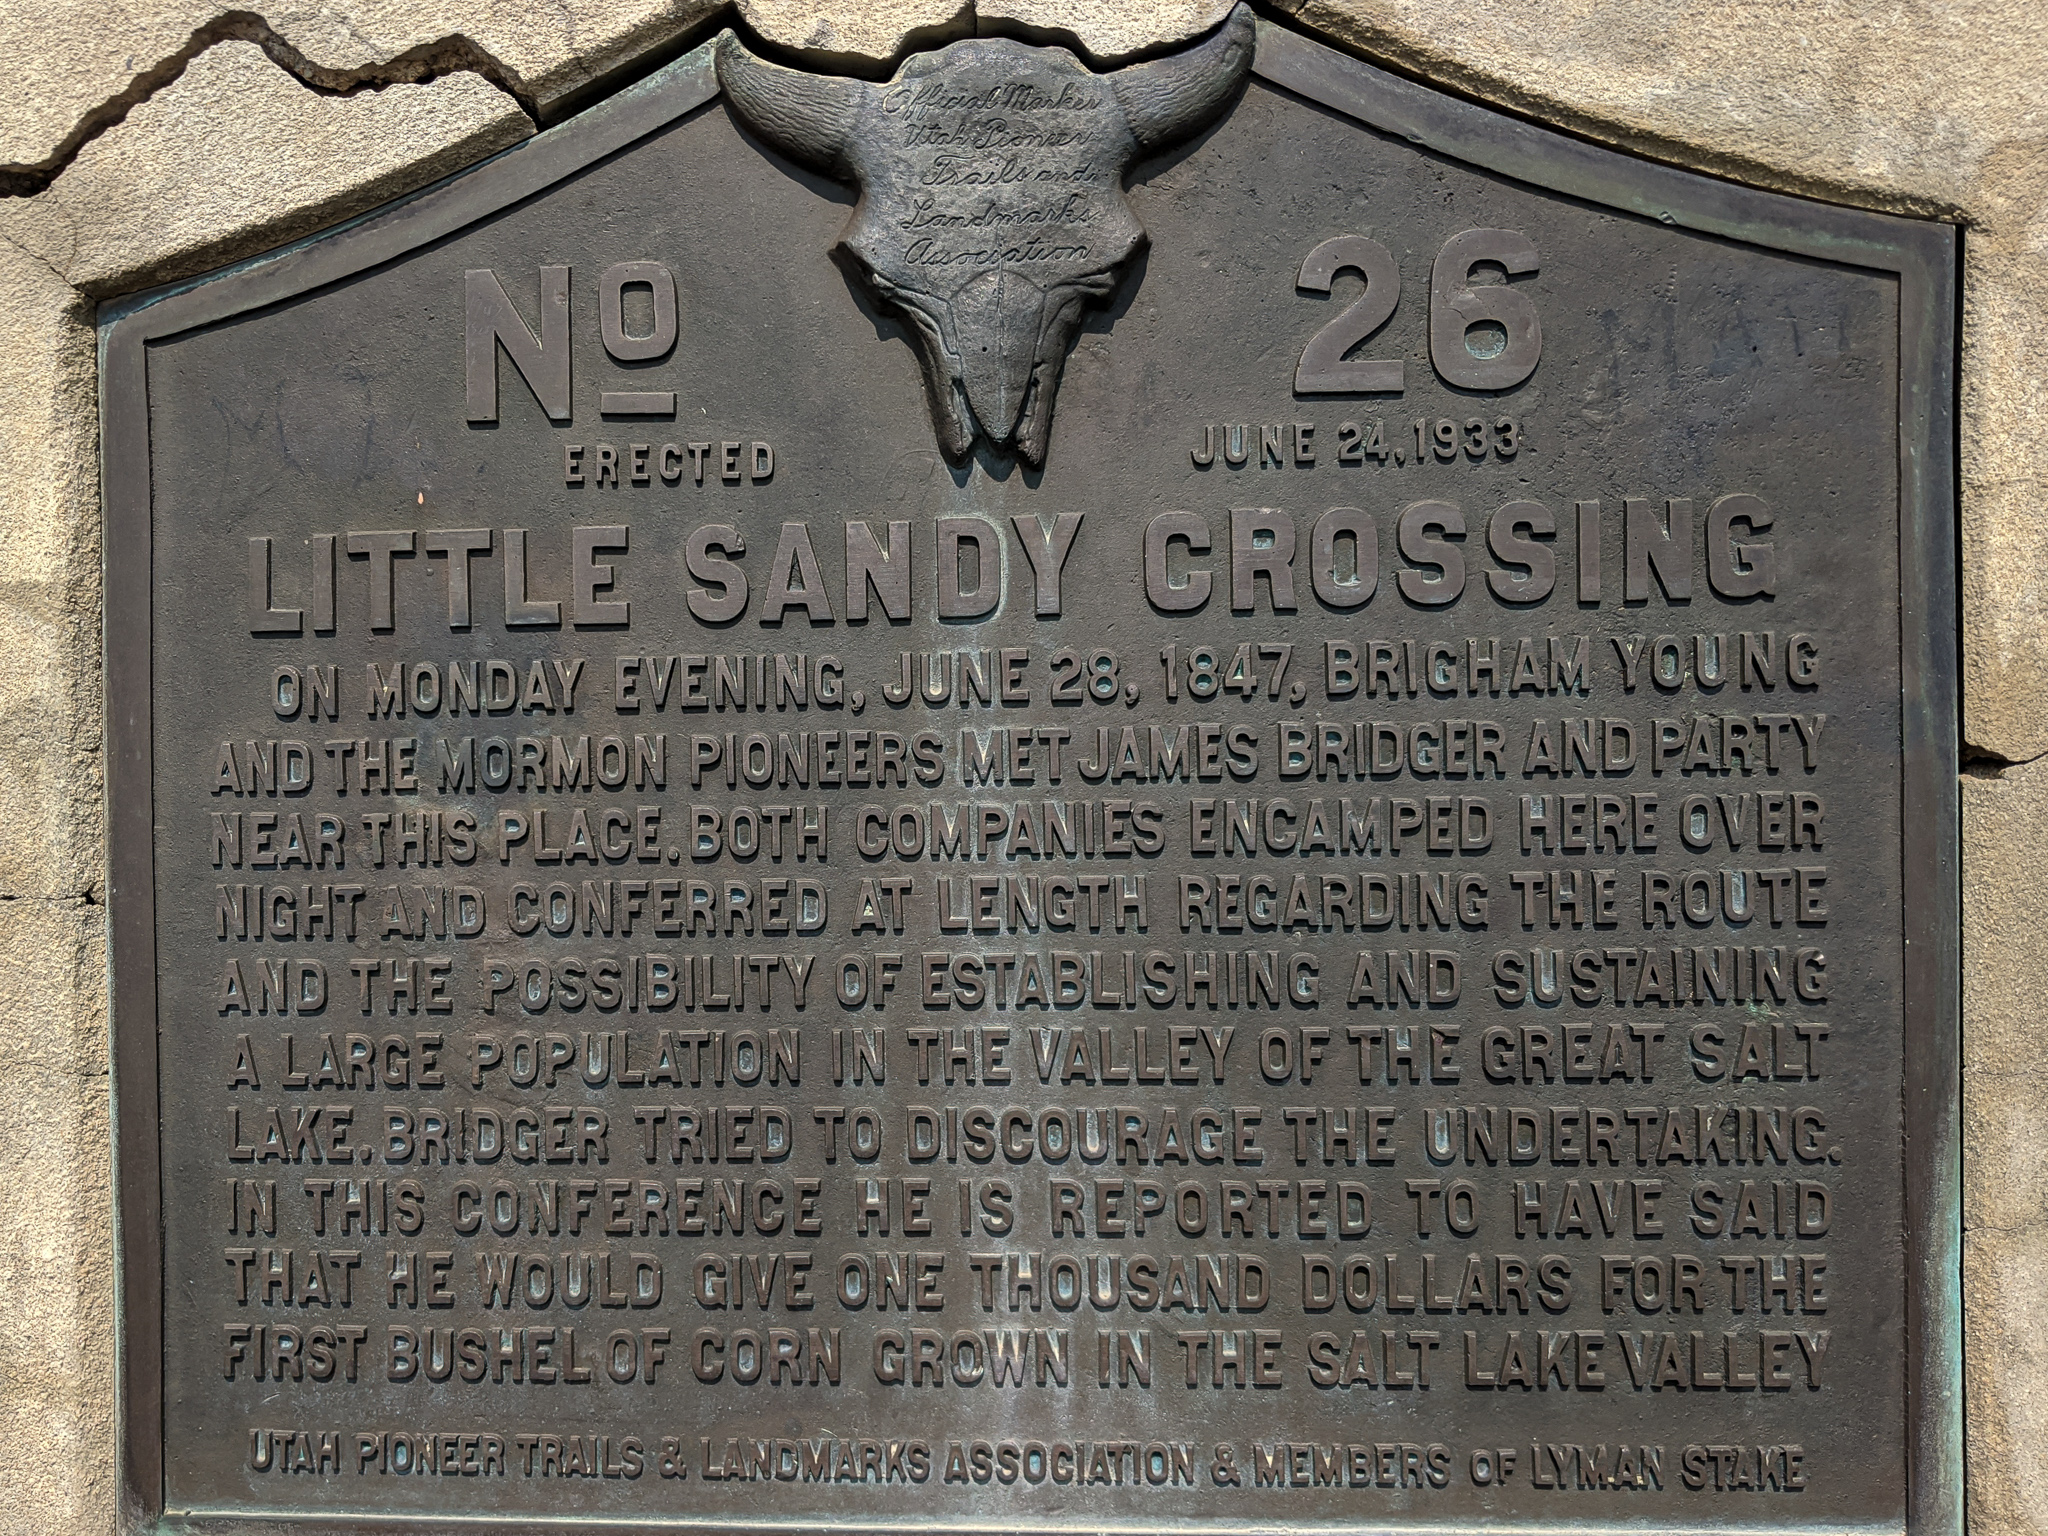 Official Marker
Utah Pioneer
Trails and
Landmarks
Association
No 26
ERECTED JUNE 24, 1933
LITTLE SANDY CROSSING
ON MONDAY EVENING, JUNE 28, 1847, BRIGHAM YOUNG
AND THE MORMON PIONEERS MET JAMES BRIDGER AND PARTY
NEAR THIS PLACE. BOTH COMPANIES ENCAMPED HERE OVER
NIGHT AND CONFERRED AT LENGTH REGARDING THE ROUTE
AND THE POSSIBILITY OF ESTABLISHING AND SUSTAINING
A LARGE POPULATION IN THE VALLEY OF THE GREAT SALT
LAKE. BRIDGER TRIED TO DISCOURAGE THE UNDERTAKING.
IN THIS CONFERENCE HE IS REPORTED TO HAVE SAID
THAT HE WOULD GIVE ONE THOUSAND DOLLARS FOR THE
FIRST BUSHEL OF CORN GROWN IN THE SALT LAKE VALLEY
UTAH PIONEER TRAILS & LANDMARKS ASSOCIATION & MEMBERS OF LYMAN STAKE